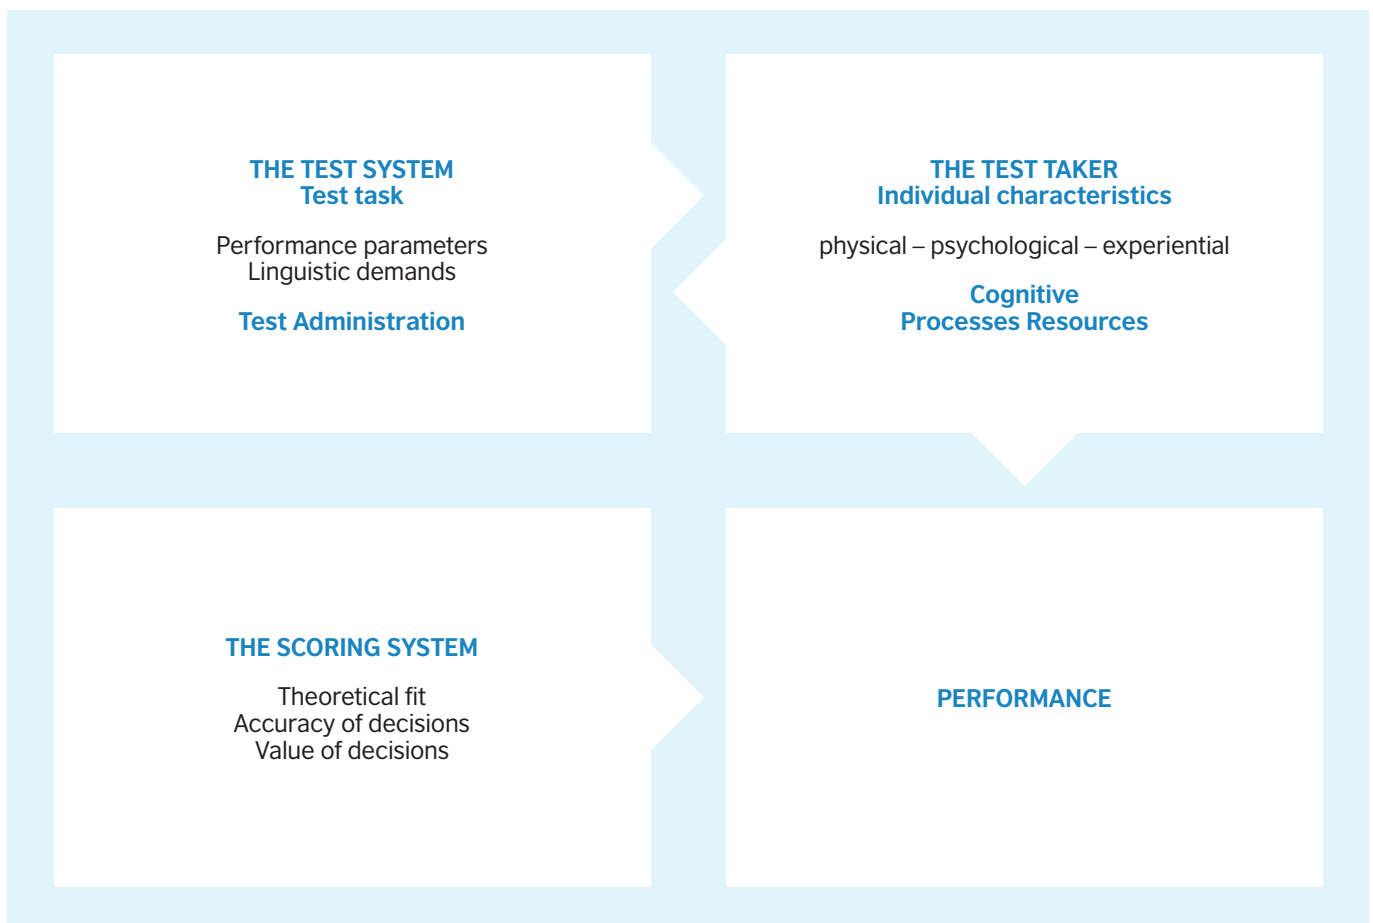 THE TEST SYSTEM
Test task
Performance parameters
Linguistic demands
Test Administration
THE TEST TAKER
Individual characteristics
physical – psychological – experiential
Cognitive
Processes Resources
THE SCORING SYSTEM
Theoretical fit
Accuracy of decisions
Value of decisions
PERFORMANCE